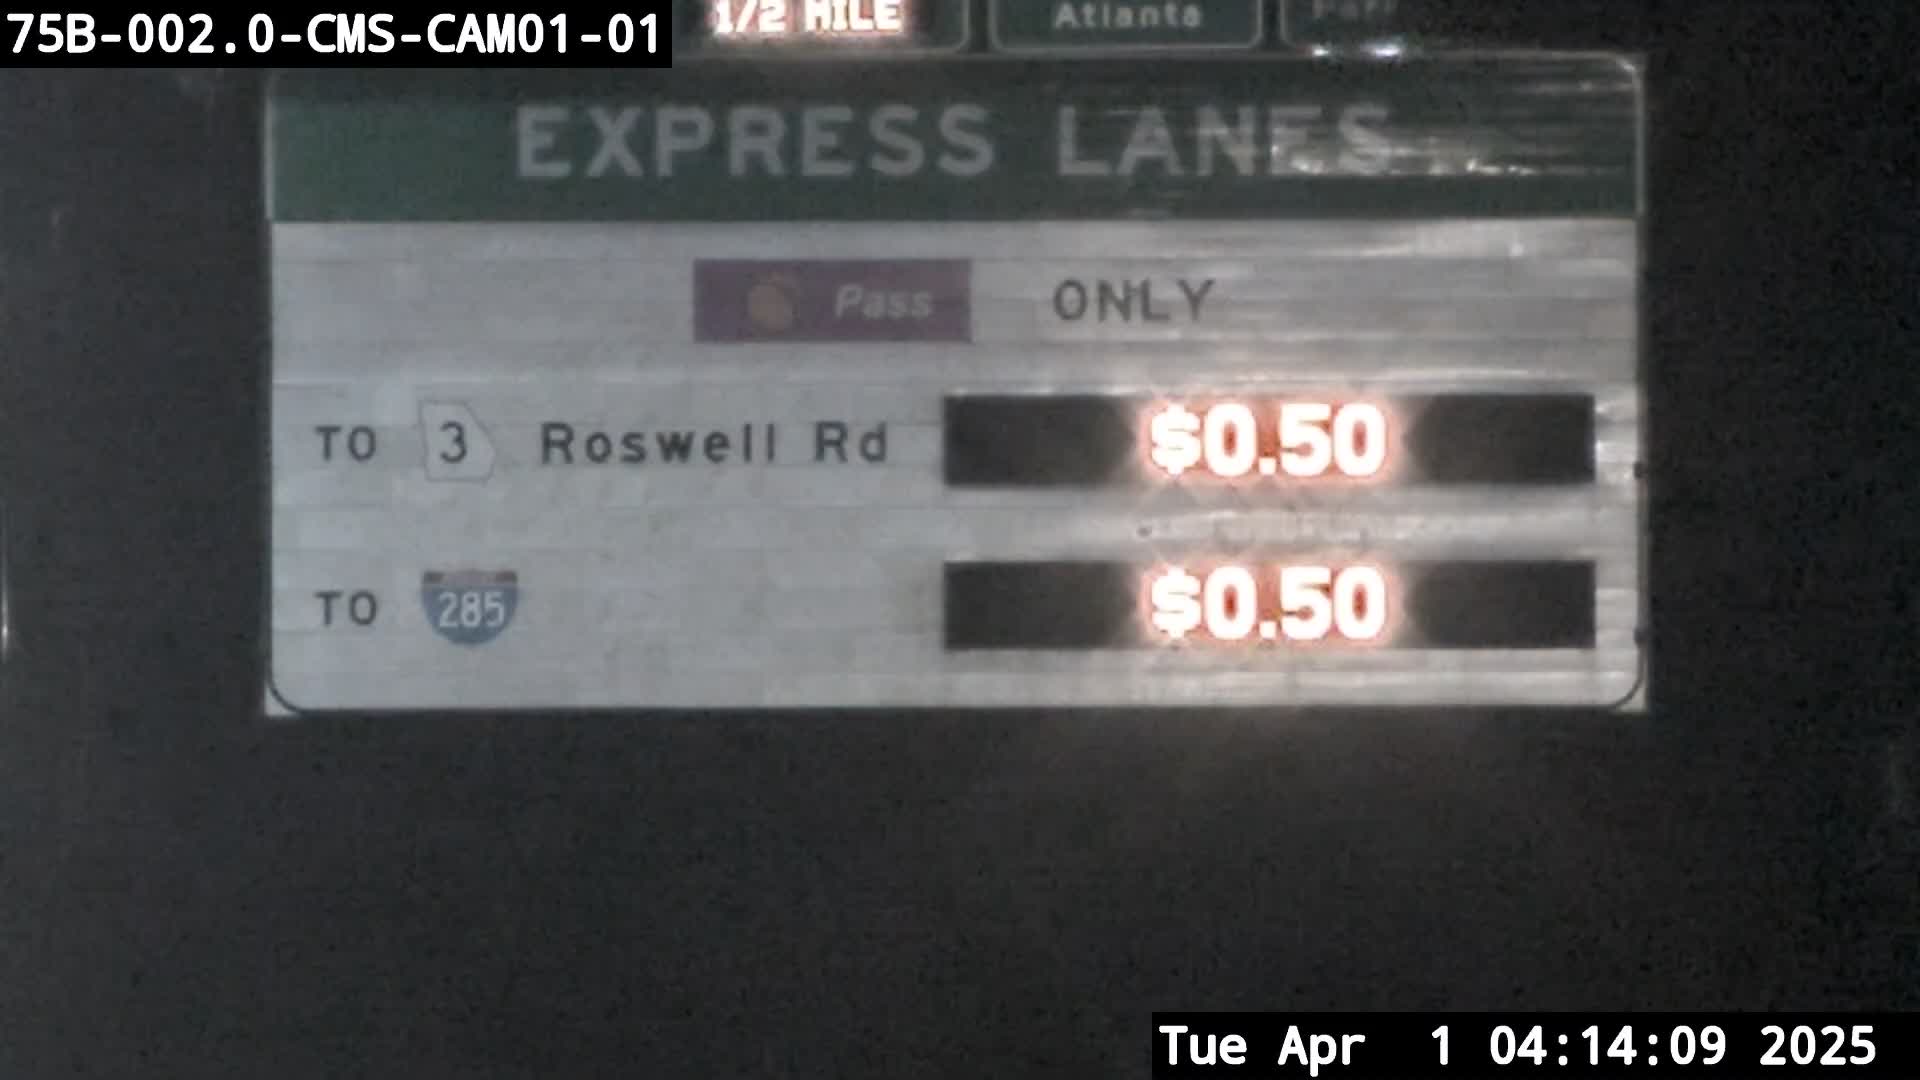 75B-002.0-CMS-CAM01-01
1/2 MILE
Atlanta
EXPRESS LANES
Pass ONLY
TO 3 Roswell Rd $0.50
TO 285 $0.50
Tue Apr 1 04:14:09 2025